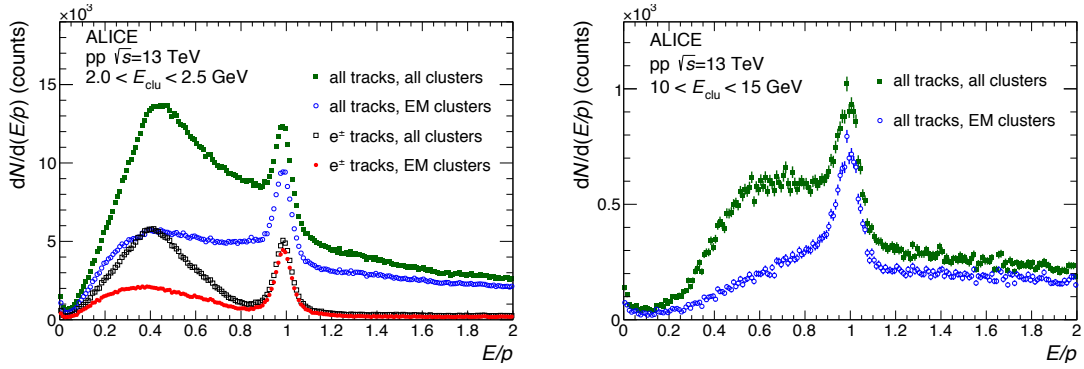 ×10³
dN/d(E/p) (counts)
ALICE
pp √s=13 TeV
2.0 < E_clu < 2.5 GeV
all tracks, all clusters
all tracks, EM clusters
e± tracks, all clusters
e± tracks, EM clusters
15
10
5
0
0 0.2 0.4 0.6 0.8 1 1.2 1.4 1.6 1.8 2
E/p
×10³
dN/d(E/p) (counts)
ALICE
pp √s=13 TeV
10 < E_clu < 15 GeV
all tracks, all clusters
all tracks, EM clusters
1
0.5
0
0 0.2 0.4 0.6 0.8 1 1.2 1.4 1.6 1.8 2
E/p